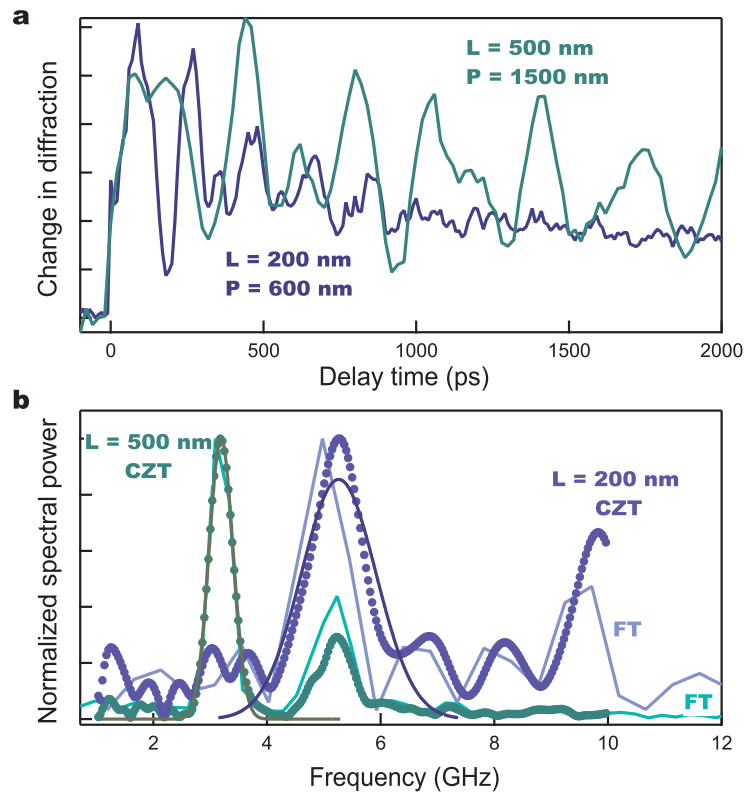 a
Change in diffraction
L = 500 nm
P = 1500 nm
L = 200 nm
P = 600 nm
0 500 1000 1500 2000
Delay time (ps)
b
Normalized spectral power
L = 500 nm
CZT
L = 200 nm
CZT
FT
FT
2 4 6 8 10 12
Frequency (GHz)